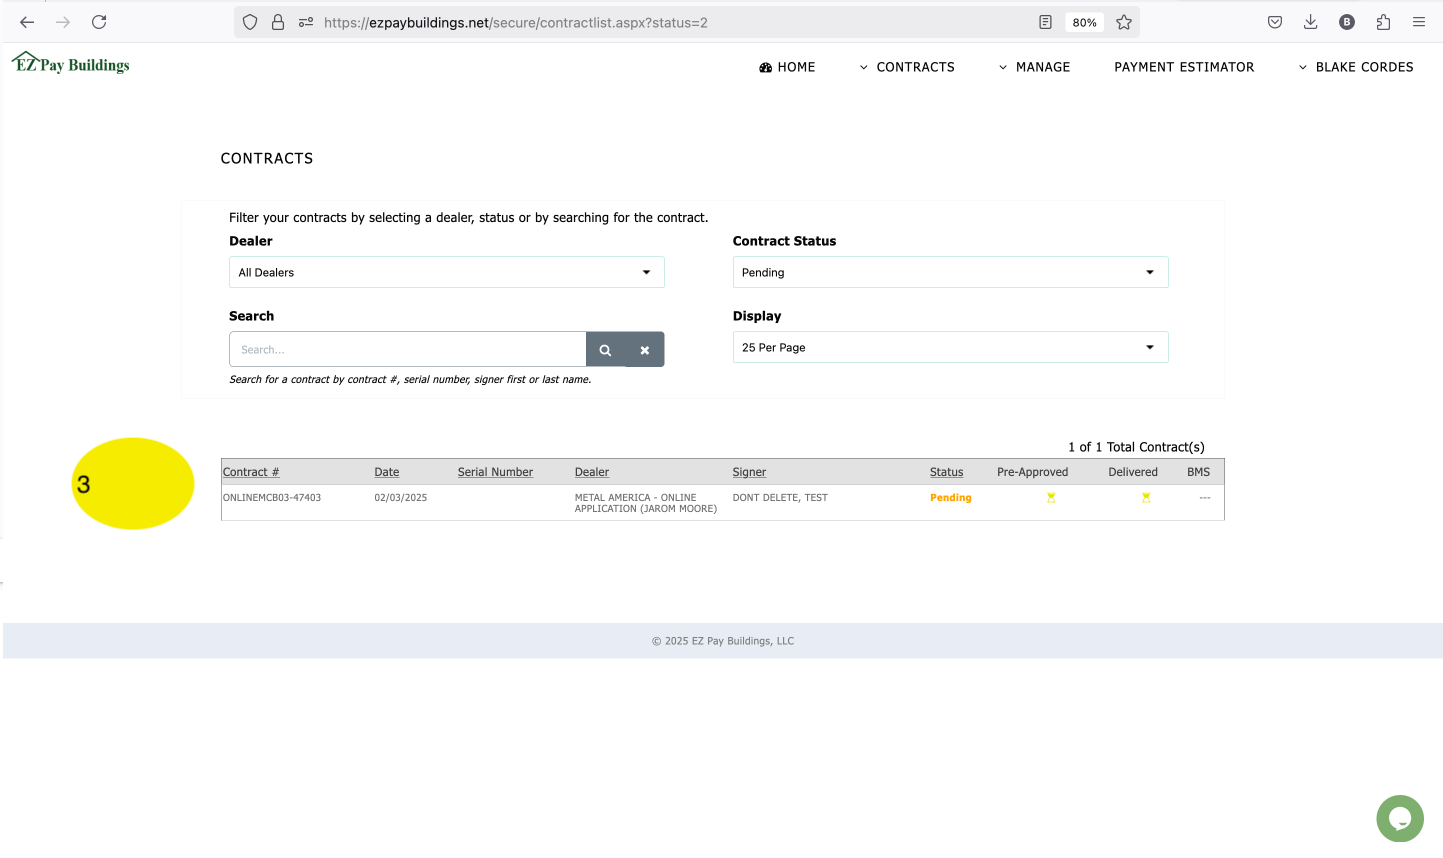 https://ezpaybuildings.net/secure/contractlist.aspx?status=2
80%
B
EZ Pay Buildings
HOME
CONTRACTS
MANAGE
PAYMENT ESTIMATOR
BLAKE CORDES
CONTRACTS
Filter your contracts by selecting a dealer, status or by searching for the contract.
Dealer
Contract Status
All Dealers
Pending
Search
Display
Search...
25 Per Page
Search for a contract by contract #, serial number, signer first or last name.
1 of 1 Total Contract(s)
3
Contract # Date Serial Number Dealer Signer Status Pre-Approved Delivered BMS
ONLINEMCB03-47403 02/03/2025 METAL AMERICA - ONLINE DONT DELETE, TEST Pending ---
APPLICATION (JAROM MOORE)
© 2025 EZ Pay Buildings, LLC